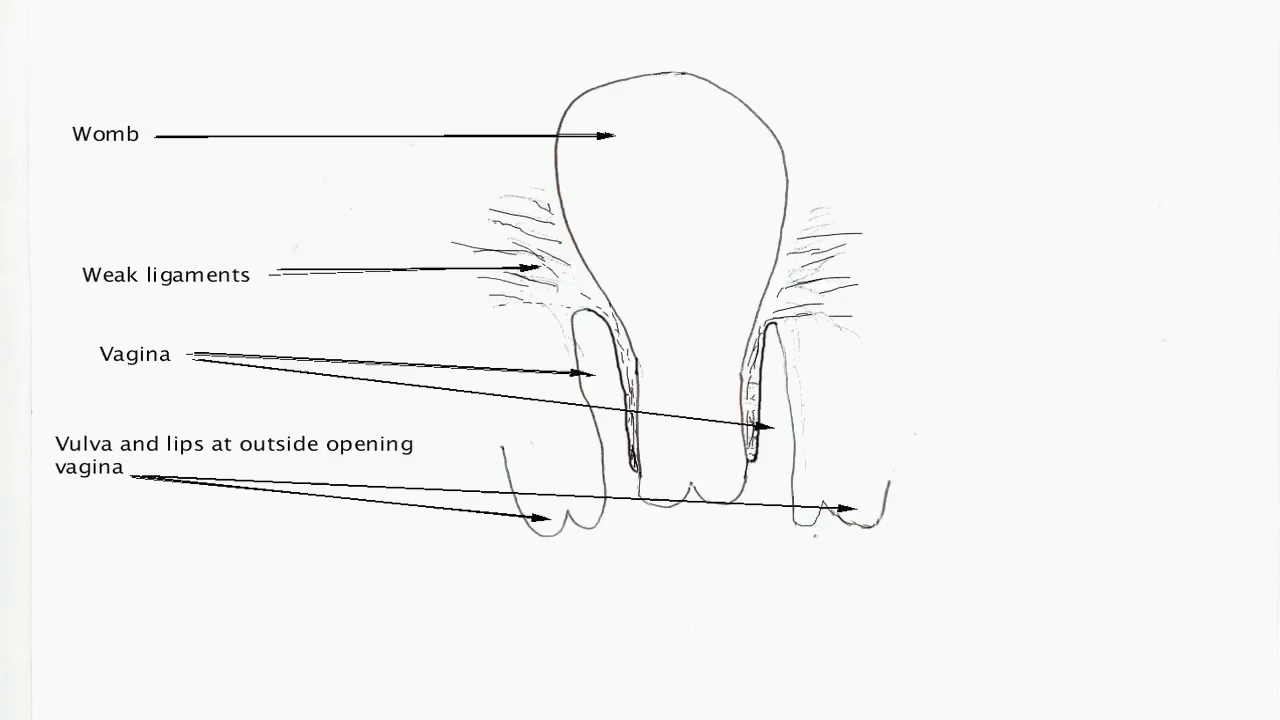 Womb
Weak ligaments
Vagina
Vulva and lips at outside opening
vagina